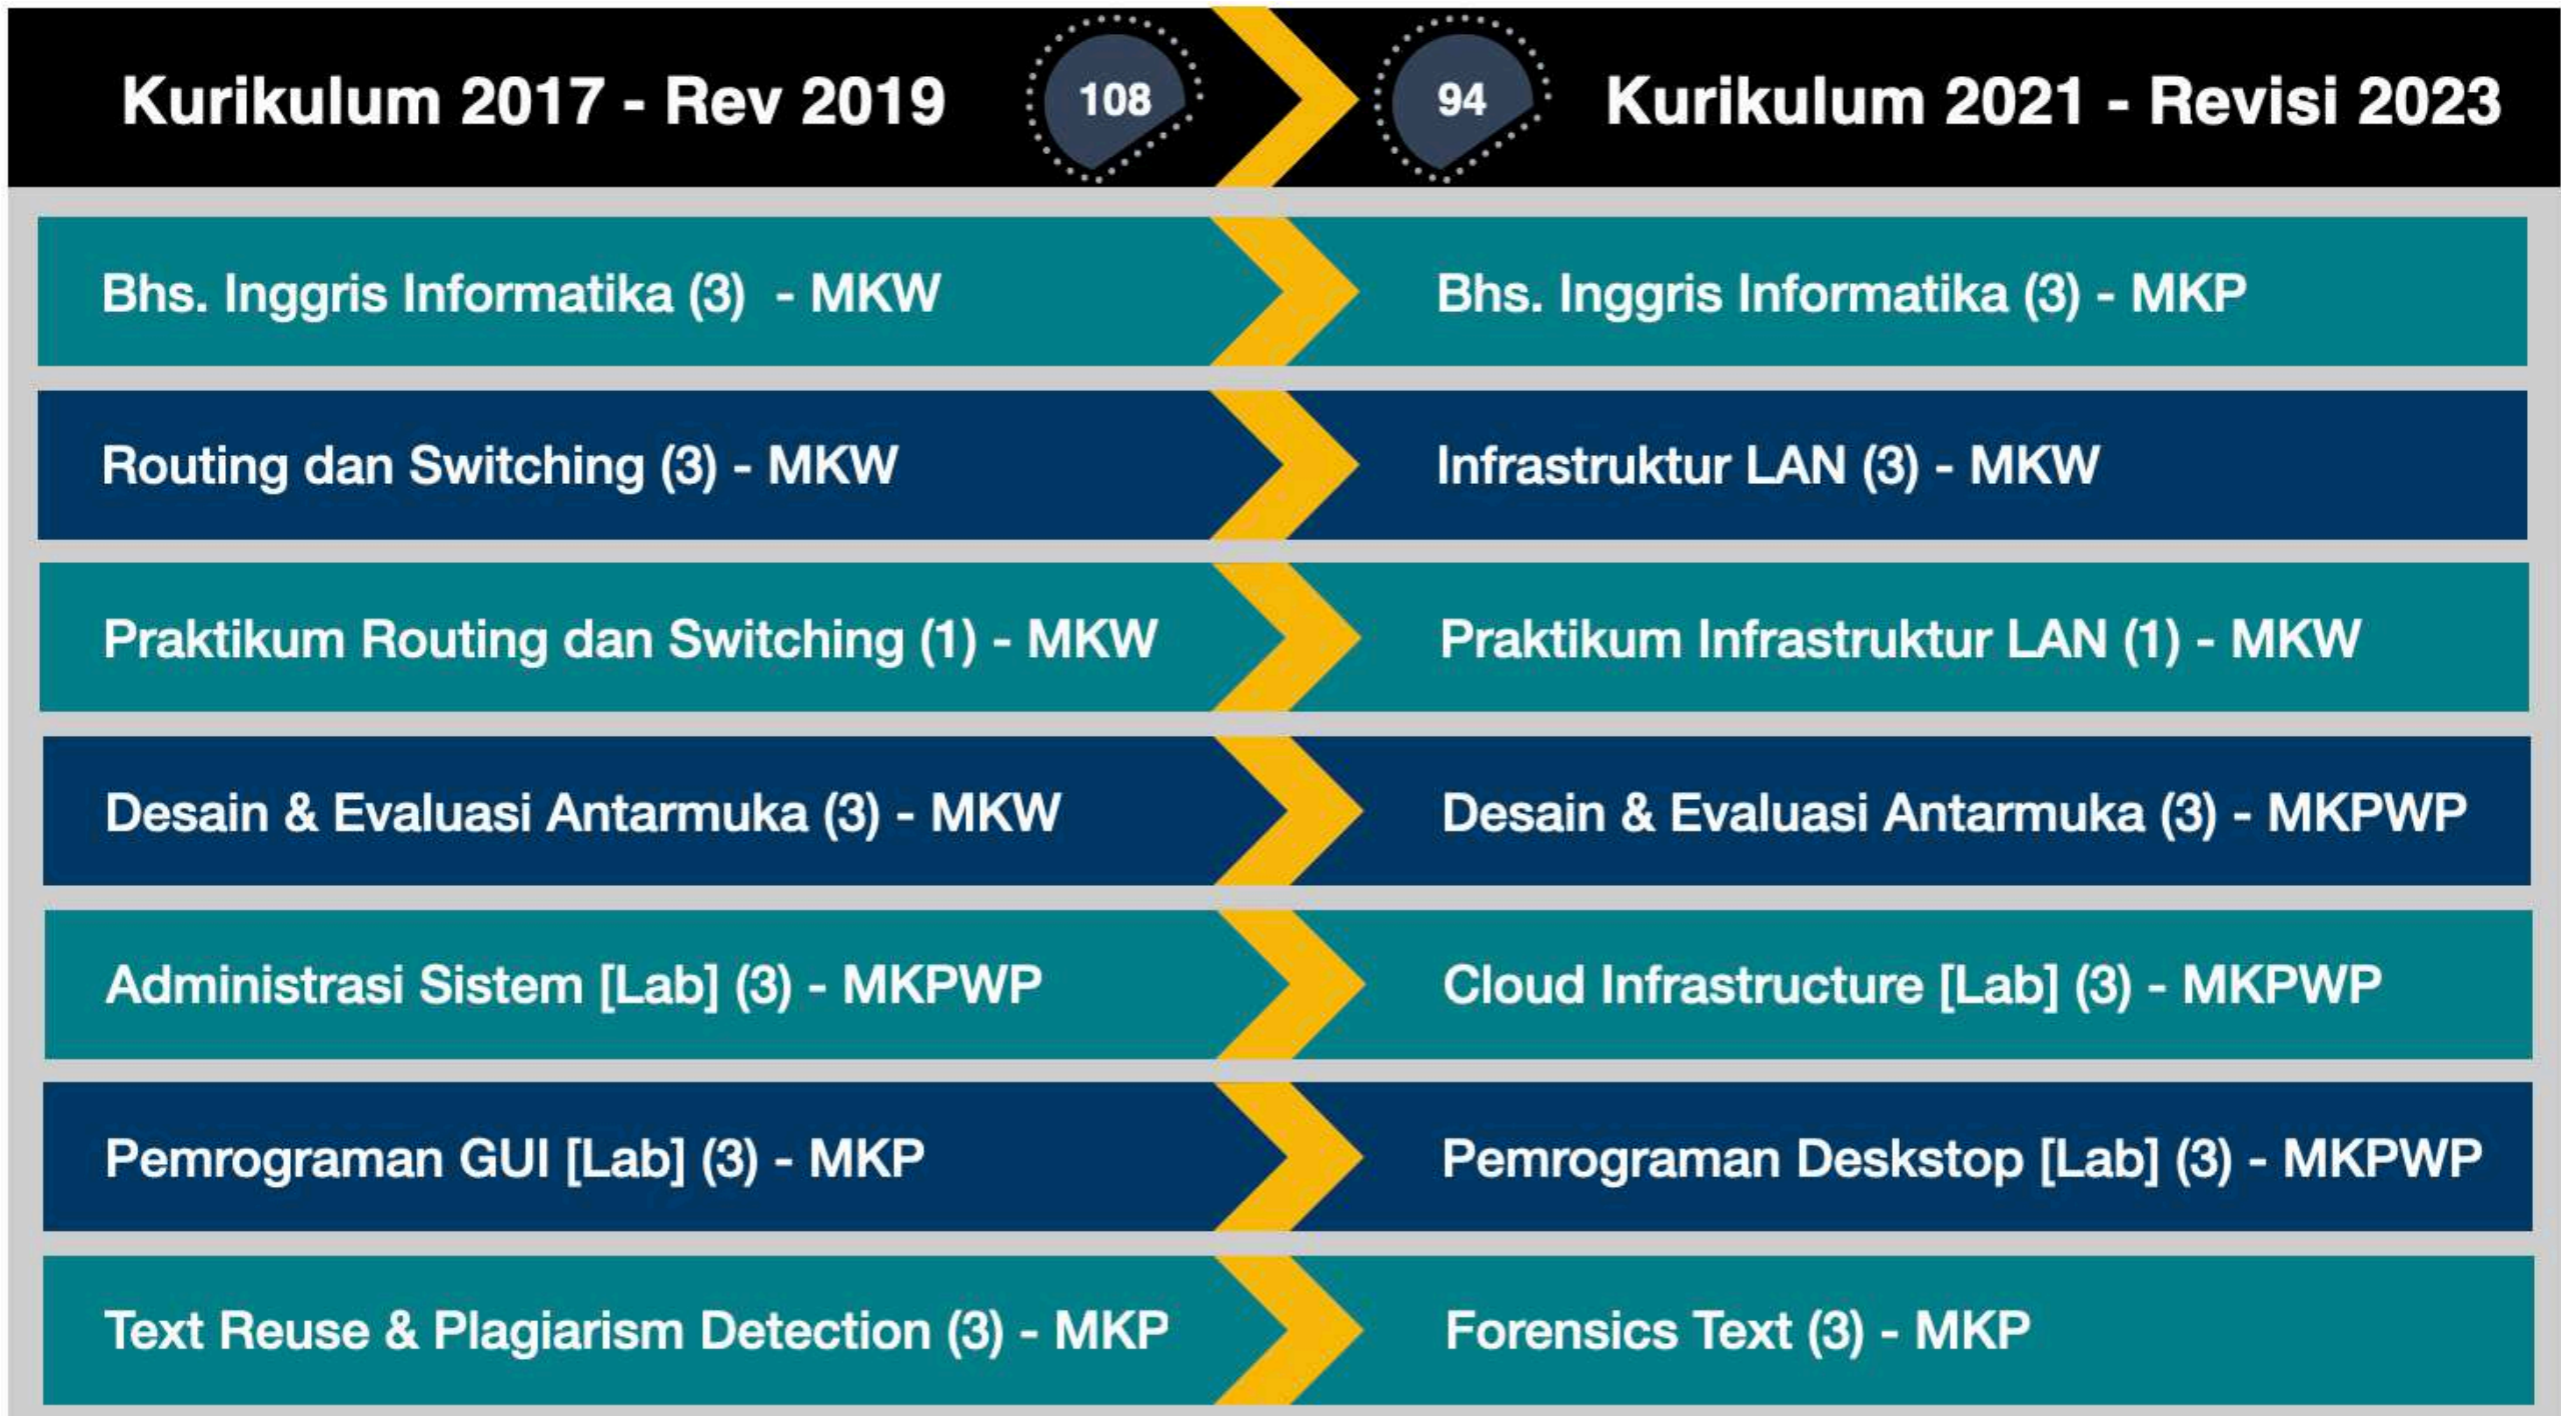 Kurikulum 2017 - Rev 2019
108
94
Kurikulum 2021 - Revisi 2023
Bhs. Inggris Informatika (3) - MKW
Bhs. Inggris Informatika (3) - MKP
Routing dan Switching (3) - MKW
Infrastruktur LAN (3) - MKW
Praktikum Routing dan Switching (1) - MKW
Praktikum Infrastruktur LAN (1) - MKW
Desain & Evaluasi Antarmuka (3) - MKW
Desain & Evaluasi Antarmuka (3) - MKPWP
Administrasi Sistem [Lab] (3) - MKPWP
Cloud Infrastructure [Lab] (3) - MKPWP
Pemrograman GUI [Lab] (3) - MKP
Pemrograman Deskstop [Lab] (3) - MKPWP
Text Reuse & Plagiarism Detection (3) - MKP
Forensics Text (3) - MKP